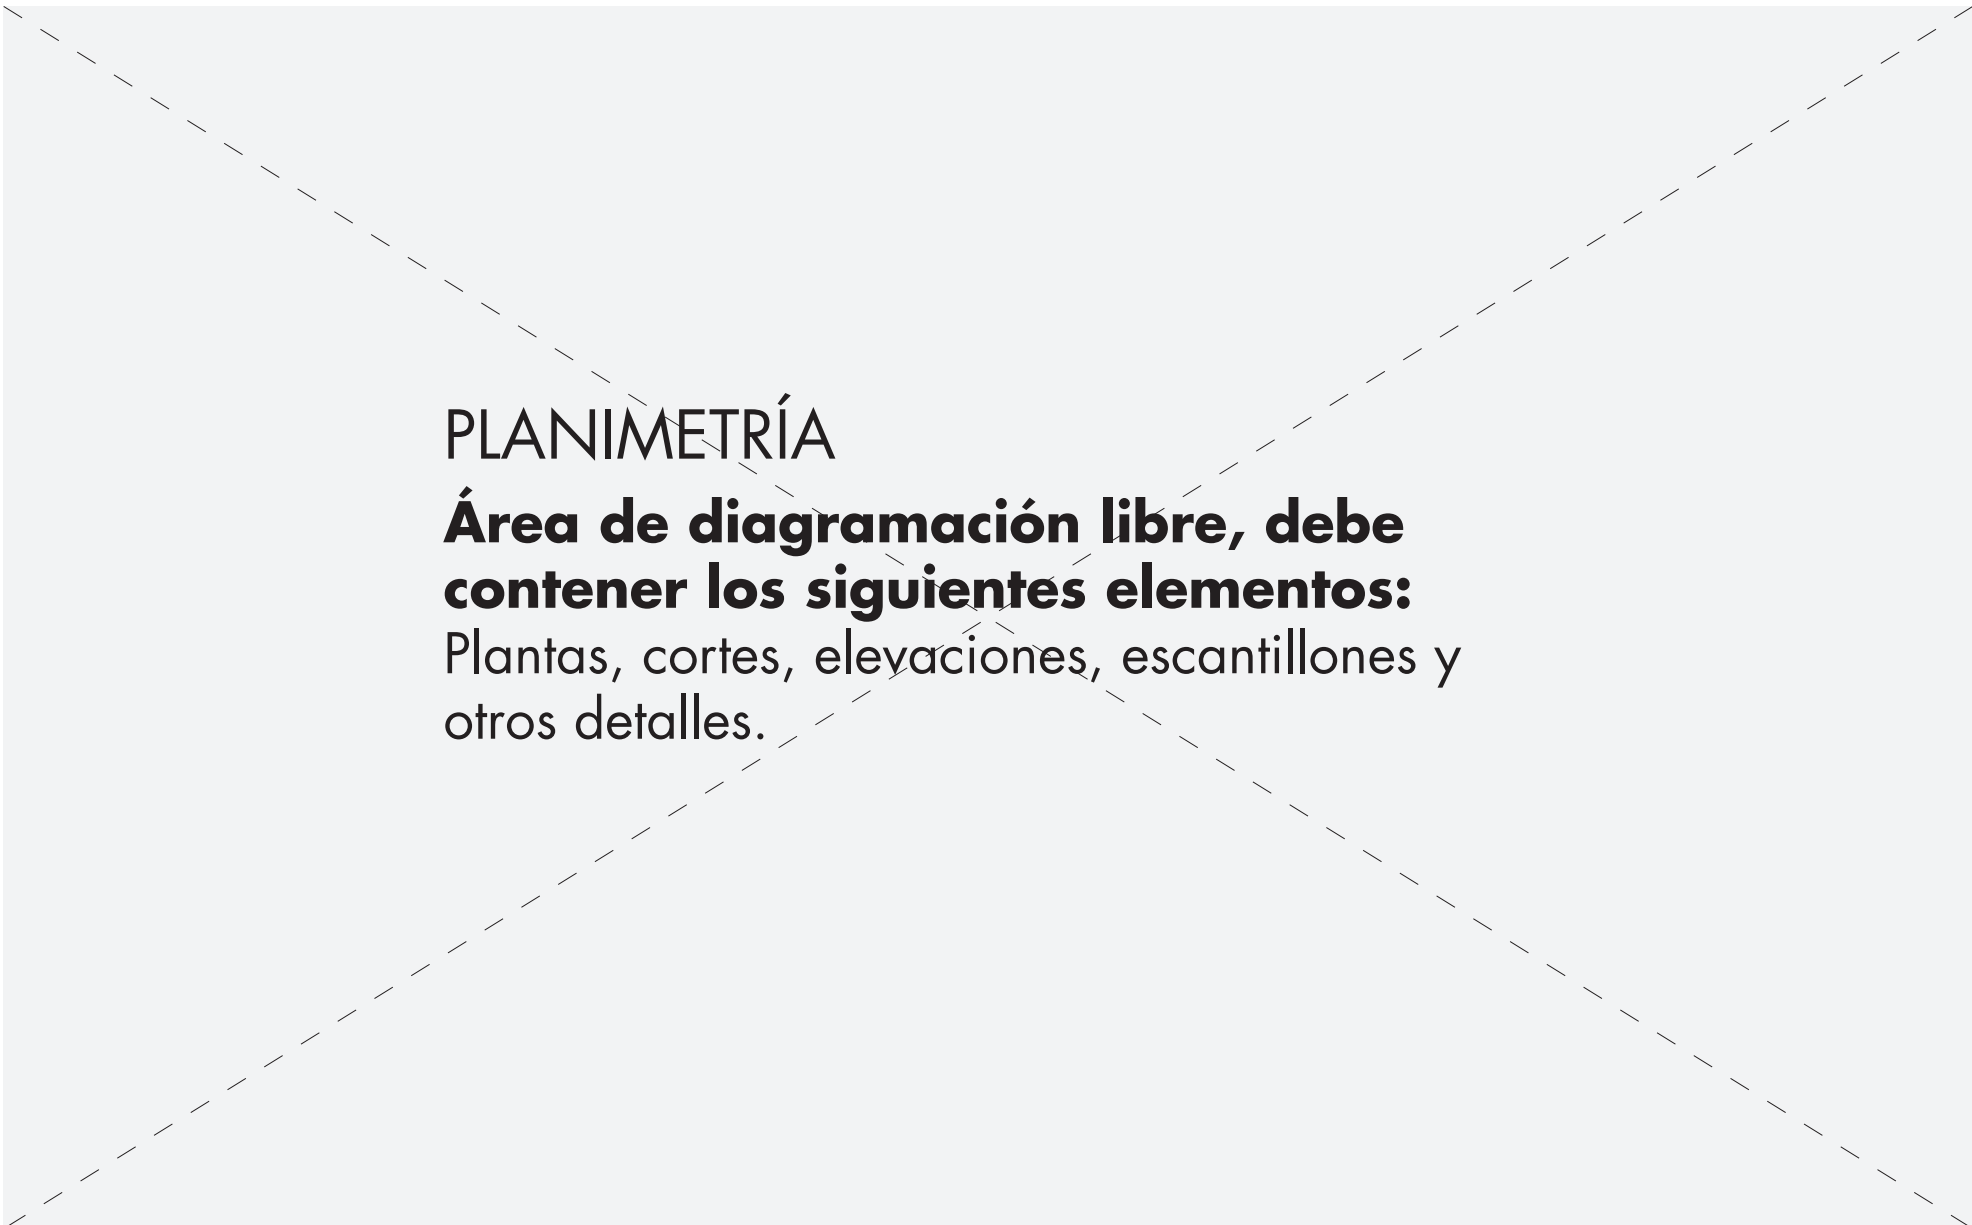 PLANIMETRÍA
Área de diagramación libre, debe
contener los siguientes elementos:
Plantas, cortes, elevaciones, escantillones y
otros detalles.